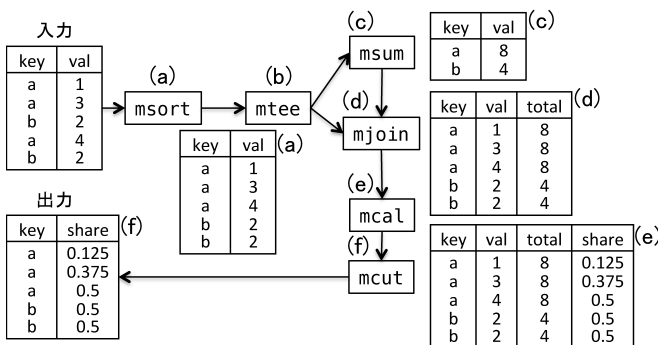 入力
key val
a 1
a 3
b 2
a 4
b 2
(a)
msort
(b)
mtee
(c)
msum
(d)
mjoin
(e)
mcal
(f)
mcut
key val (a)
a 1
a 3
a 4
b 2
b 2
key val (c)
a 8
b 4
key val total (d)
a 1 8
a 3 8
a 4 8
b 2 4
b 2 4
key val total share (e)
a 1 8 0.125
a 3 8 0.375
a 4 8 0.5
b 2 4 0.5
b 2 4 0.5
出力
key share (f)
a 0.125
a 0.375
a 0.5
b 0.5
b 0.5